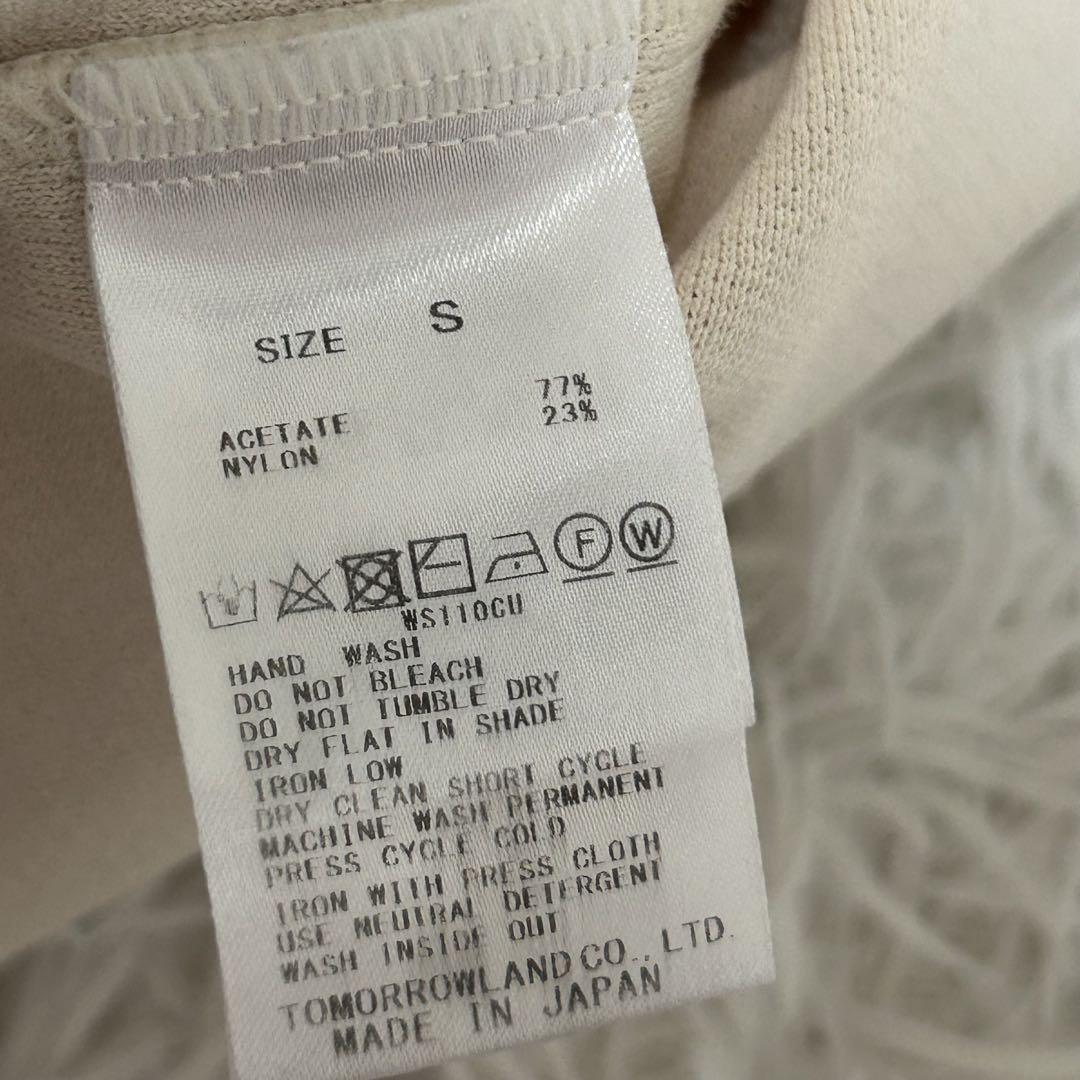 SIZE S
ACETATE 77%
NYLON 23%
F W
WS110CU
HAND WASH
DO NOT BLEACH
DO NOT TUMBLE DRY
DRY FLAT IN SHADE
IRON LOW
DRY CLEAN SHORT CYCLE
MACHINE WASH PERMANENT
PRESS CYCLE COLD
IRON WITH PRESS CLOTH
USE NEUTRAL DETERGENT
WASH INSIDE OUT
TOMORROWLAND CO., LTD.
MADE IN JAPAN